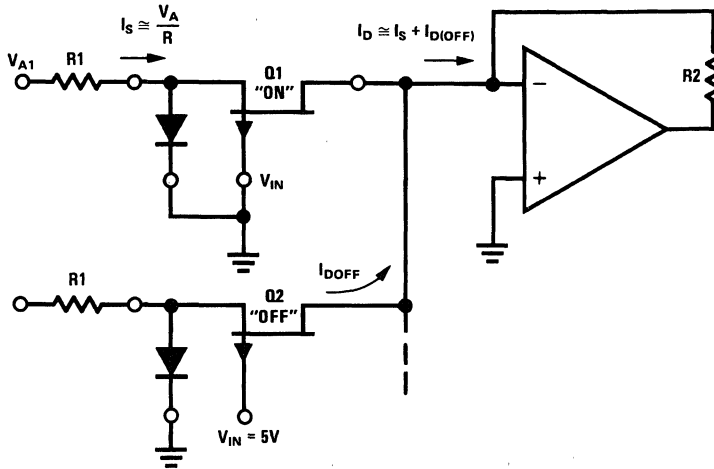 I_S ≅ V_A/R
I_D ≅ I_S + I_D(OFF)
V_A1
R1
Q1
"ON"
−
R2
+
V_IN
I_DOFF
R1
Q2
"OFF"
V_IN = 5V